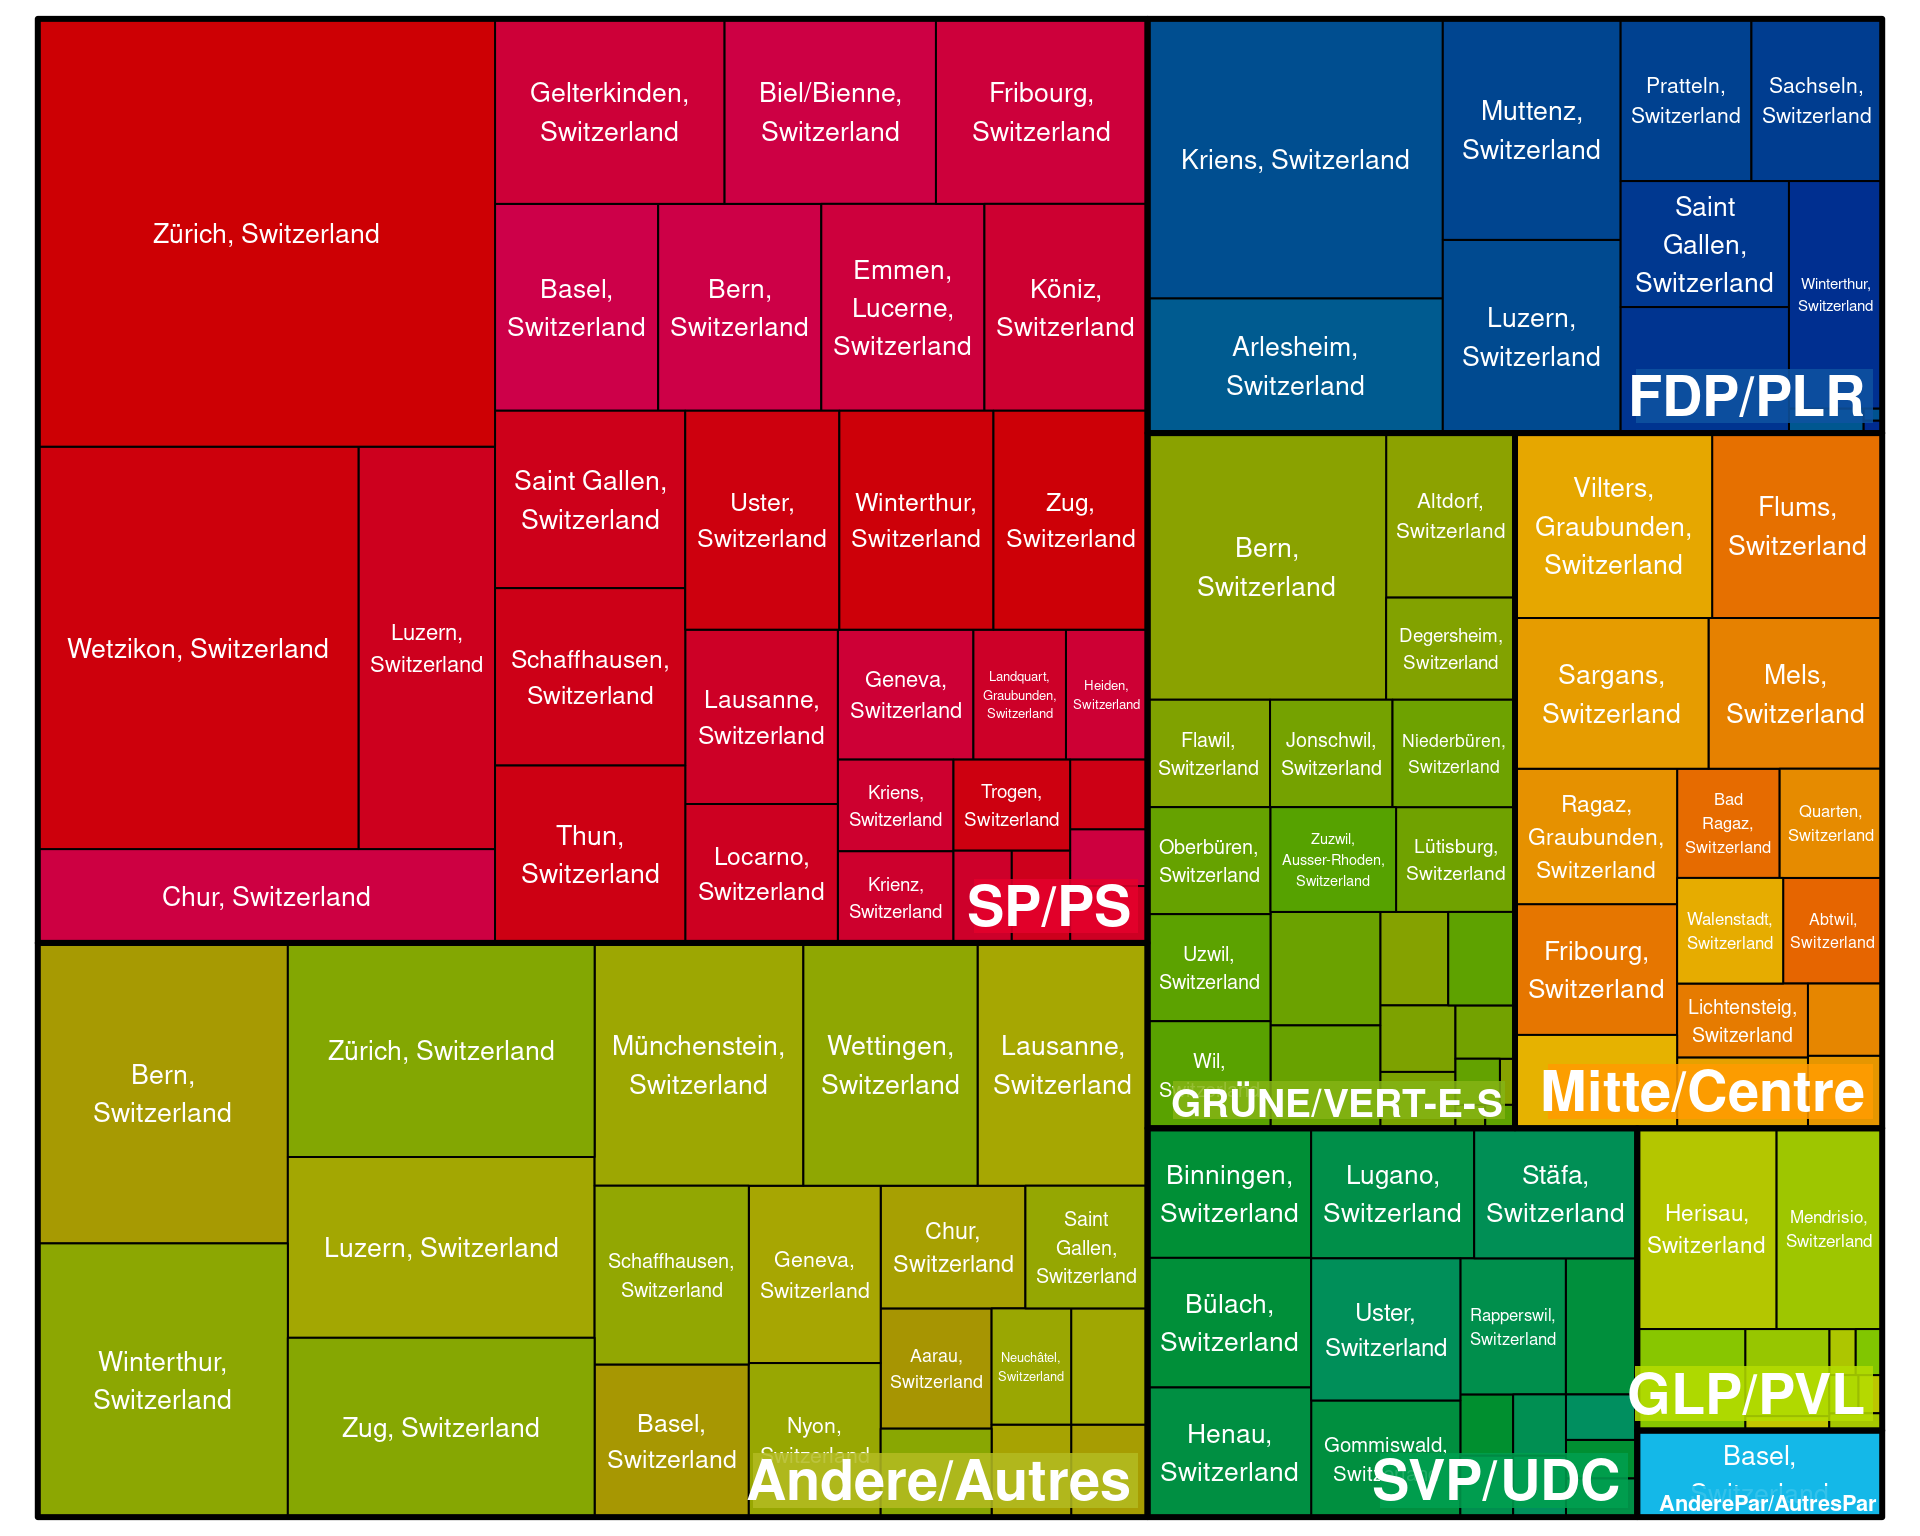 Zürich, Switzerland
Wetzikon, Switzerland
Luzern,
Switzerland
Chur, Switzerland
Gelterkinden,
Switzerland
Biel/Bienne,
Switzerland
Fribourg,
Switzerland
Basel,
Switzerland
Bern,
Switzerland
Emmen,
Lucerne,
Switzerland
Köniz,
Switzerland
Saint Gallen,
Switzerland
Schaffhausen,
Switzerland
Thun,
Switzerland
Uster,
Switzerland
Winterthur,
Switzerland
Zug,
Switzerland
Lausanne,
Switzerland
Locarno,
Switzerland
Geneva,
Switzerland
Landquart,
Graubunden,
Switzerland
Heiden,
Switzerland
Kriens,
Switzerland
Trogen,
Switzerland
Krienz,
Switzerland
SP/PS
Kriens, Switzerland
Arlesheim,
Switzerland
Muttenz,
Switzerland
Luzern,
Switzerland
Pratteln,
Switzerland
Sachseln,
Switzerland
Saint
Gallen,
Switzerland
Winterthur,
Switzerland
FDP/PLR
Bern,
Switzerland
Altdorf,
Switzerland
Degersheim,
Switzerland
Flawil,
Switzerland
Jonschwil,
Switzerland
Niederbüren,
Switzerland
Oberbüren,
Switzerland
Zuzwil,
Ausser-Rhoden,
Switzerland
Lütisburg,
Switzerland
Uzwil,
Switzerland
Wil,
Switzerland
GRÜNE/VERT-E-S
Vilters,
Graubunden,
Switzerland
Flums,
Switzerland
Sargans,
Switzerland
Mels,
Switzerland
Ragaz,
Graubunden,
Switzerland
Bad
Ragaz,
Switzerland
Quarten,
Switzerland
Fribourg,
Switzerland
Walenstadt,
Switzerland
Abtwil,
Switzerland
Lichtensteig,
Switzerland
Mitte/Centre
Bern,
Switzerland
Winterthur,
Switzerland
Zürich, Switzerland
Luzern, Switzerland
Zug, Switzerland
Münchenstein,
Switzerland
Wettingen,
Switzerland
Lausanne,
Switzerland
Schaffhausen,
Switzerland
Basel,
Switzerland
Geneva,
Switzerland
Nyon,
Switzerland
Chur,
Switzerland
Saint
Gallen,
Switzerland
Aarau,
Switzerland
Neuchâtel,
Switzerland
Andere/Autres
Binningen,
Switzerland
Lugano,
Switzerland
Stäfa,
Switzerland
Bülach,
Switzerland
Uster,
Switzerland
Rapperswil,
Switzerland
Henau,
Switzerland
Gommiswald,
Switzerland
SVP/UDC
Herisau,
Switzerland
Mendrisio,
Switzerland
GLP/PVL
Basel,
Switzerland
AnderePar/AutresPar